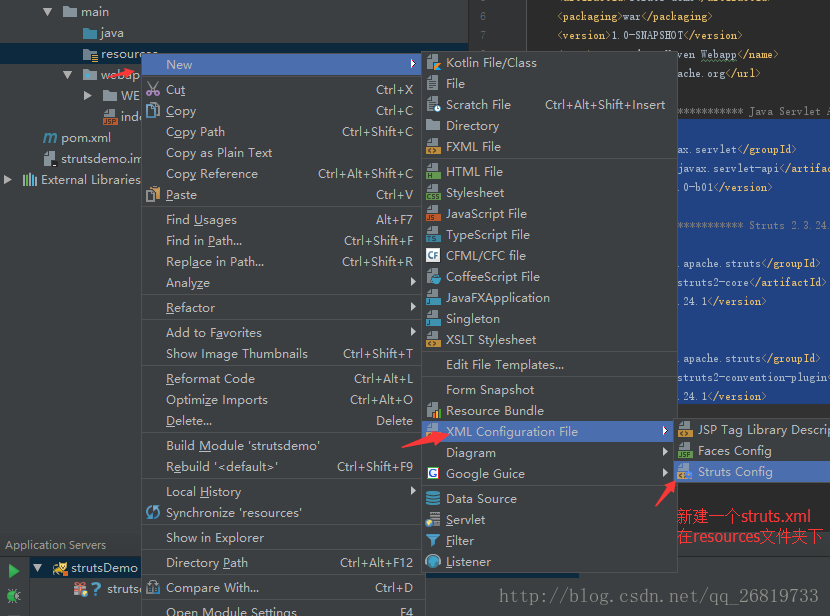 main
java
resources
webap
WE
inde
pom.xml
strutsdemo.im
External Libraries
New
Cut Ctrl+X
Copy Ctrl+C
Copy Path Ctrl+Shift+C
Copy as Plain Text
Copy Reference Ctrl+Alt+Shift+C
Paste Ctrl+V
Find Usages Alt+F7
Find in Path... Ctrl+Shift+F
Replace in Path... Ctrl+Shift+R
Analyze
Refactor
Add to Favorites
Show Image Thumbnails Ctrl+Shift+T
Reformat Code Ctrl+Alt+L
Optimize Imports Ctrl+Alt+O
Delete... Delete
Build Module 'strutsdemo'
Rebuild '<default>' Ctrl+Shift+F9
Local History
Synchronize 'resources'
Show in Explorer
Directory Path Ctrl+Alt+F12
Compare With... Ctrl+D
Open Module Settings F4
Kotlin File/Class
File
Scratch File Ctrl+Alt+Shift+Insert
Directory
FXML File
HTML File
Stylesheet
JavaScript File
TypeScript File
CFML/CFC file
CoffeeScript File
JavaFXApplication
Singleton
XSLT Stylesheet
Edit File Templates...
Form Snapshot
Resource Bundle
XML Configuration File
Diagram
Google Guice
Data Source
Servlet
Filter
Listener
JSP Tag Library Descrip
Faces Config
Struts Config
6 <packaging>war</packaging>
7 <version>1.0-SNAPSHOT</version>
Maven Webapp</name>
ache.org</url>
************ Java Servlet A
ax.servlet</groupId>
javax.servlet-api</artifac
0-b01</version>
************ Struts 2.3.24.
.apache.struts</groupId>
struts2-core</artifactId>
.24.1</version>
.apache.struts</groupId>
struts2-convention-plugin<
.24.1</version>
新建一个struts.xml
在resources文件夹下
Application Servers
strutsDemo
strutsd
http://blog.csdn.net/qq_26819733